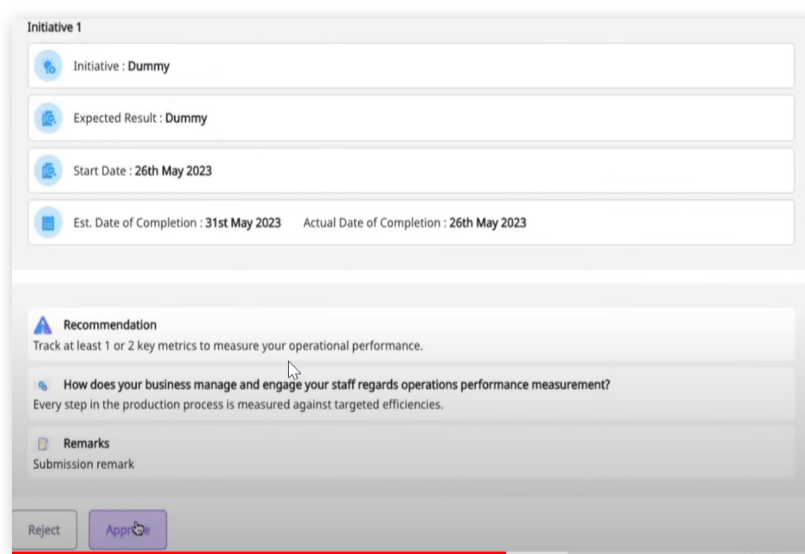 Initiative 1
Initiative : Dummy
Expected Result : Dummy
Start Date : 26th May 2023
Est. Date of Completion : 31st May 2023 Actual Date of Completion : 26th May 2023
Recommendation
Track at least 1 or 2 key metrics to measure your operational performance.
How does your business manage and engage your staff regards operations performance measurement?
Every step in the production process is measured against targeted efficiencies.
Remarks
Submission remark
Reject Approve